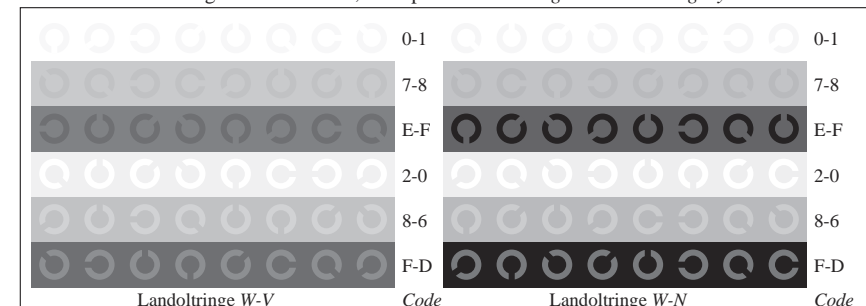 0-1 0-1
7-8 7-8
E-F E-F
2-0 2-0
8-6 8-6
F-D F-D
Landoltringe W-V Code Landoltringe W-N Code